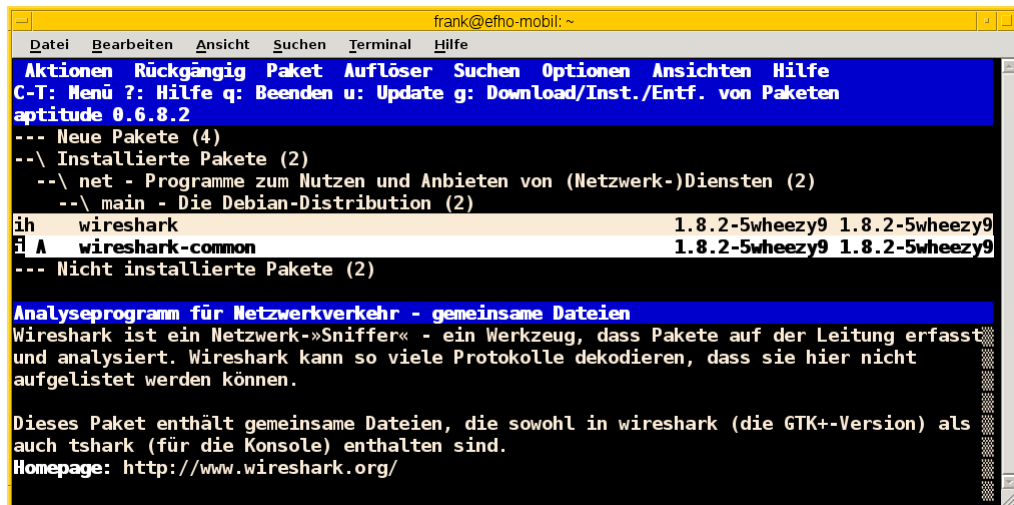 frank@efho-mobil: ~
Datei Bearbeiten Ansicht Suchen Terminal Hilfe
Aktionen Rückgängig Paket Auflöser Suchen Optionen Ansichten Hilfe
C-T: Menü ?: Hilfe q: Beenden u: Update g: Download/Inst./Entf. von Paketen
aptitude 0.6.8.2
--- Neue Pakete (4)
--\ Installierte Pakete (2)
--\ net - Programme zum Nutzen und Anbieten von (Netzwerk-)Diensten (2)
--\ main - Die Debian-Distribution (2)
ih wireshark 1.8.2-5wheezy9 1.8.2-5wheezy9
i A wireshark-common 1.8.2-5wheezy9 1.8.2-5wheezy9
--- Nicht installierte Pakete (2)
Analyseprogramm für Netzwerkverkehr - gemeinsame Dateien
Wireshark ist ein Netzwerk-»Sniffer« - ein Werkzeug, dass Pakete auf der Leitung erfasst
und analysiert. Wireshark kann so viele Protokolle dekodieren, dass sie hier nicht
aufgelistet werden können.
Dieses Paket enthält gemeinsame Dateien, die sowohl in wireshark (die GTK+-Version) als
auch tshark (für die Konsole) enthalten sind.
Homepage: http://www.wireshark.org/